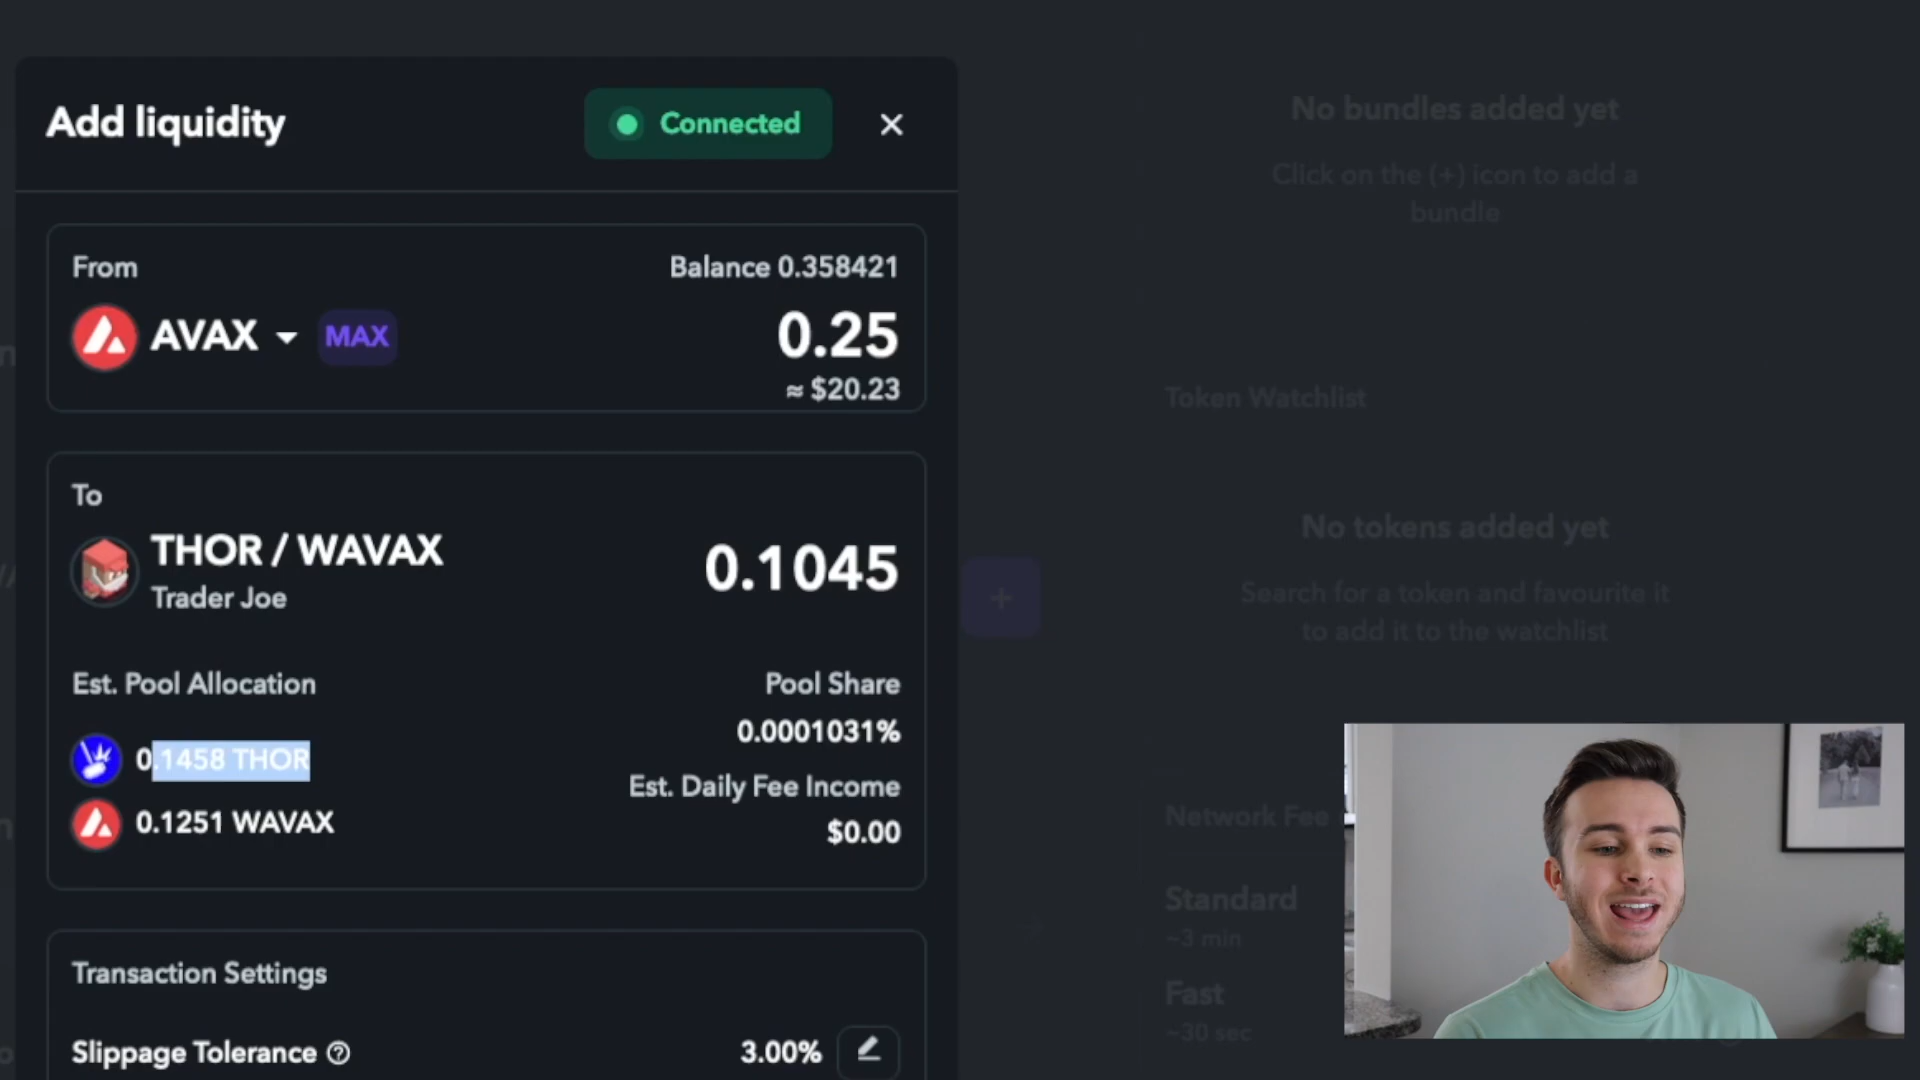 Add liquidity
Connected
From
Balance 0.358421
AVAX
MAX
0.25
≈ $20.23
To
THOR / WAVAX
Trader Joe
0.1045
Est. Pool Allocation
Pool Share
0.0001031%
0.1458 THOR
Est. Daily Fee Income
0.1251 WAVAX
$0.00
Transaction Settings
Slippage Tolerance
3.00%
No bundles added yet
Click on the (+) icon to add a
bundle
Token Watchlist
No tokens added yet
Search for a token and favourite it
to add it to the watchlist
Network Fee
Standard
~3 min
Fast
~30 sec